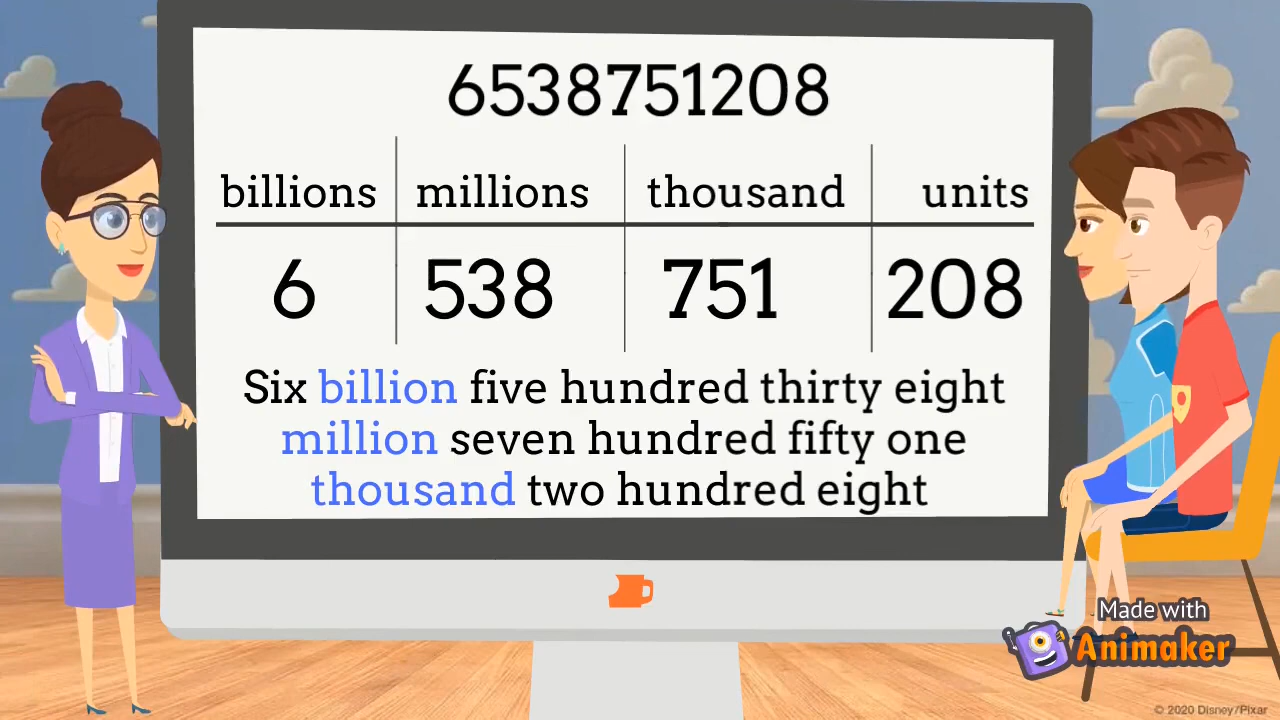 6538751208
billions millions thousand units
6 538 751 208
Six billion five hundred thirty eight
million seven hundred fifty one
thousand two hundred eight
Made with
Animaker
© 2020 Disney/Pixar